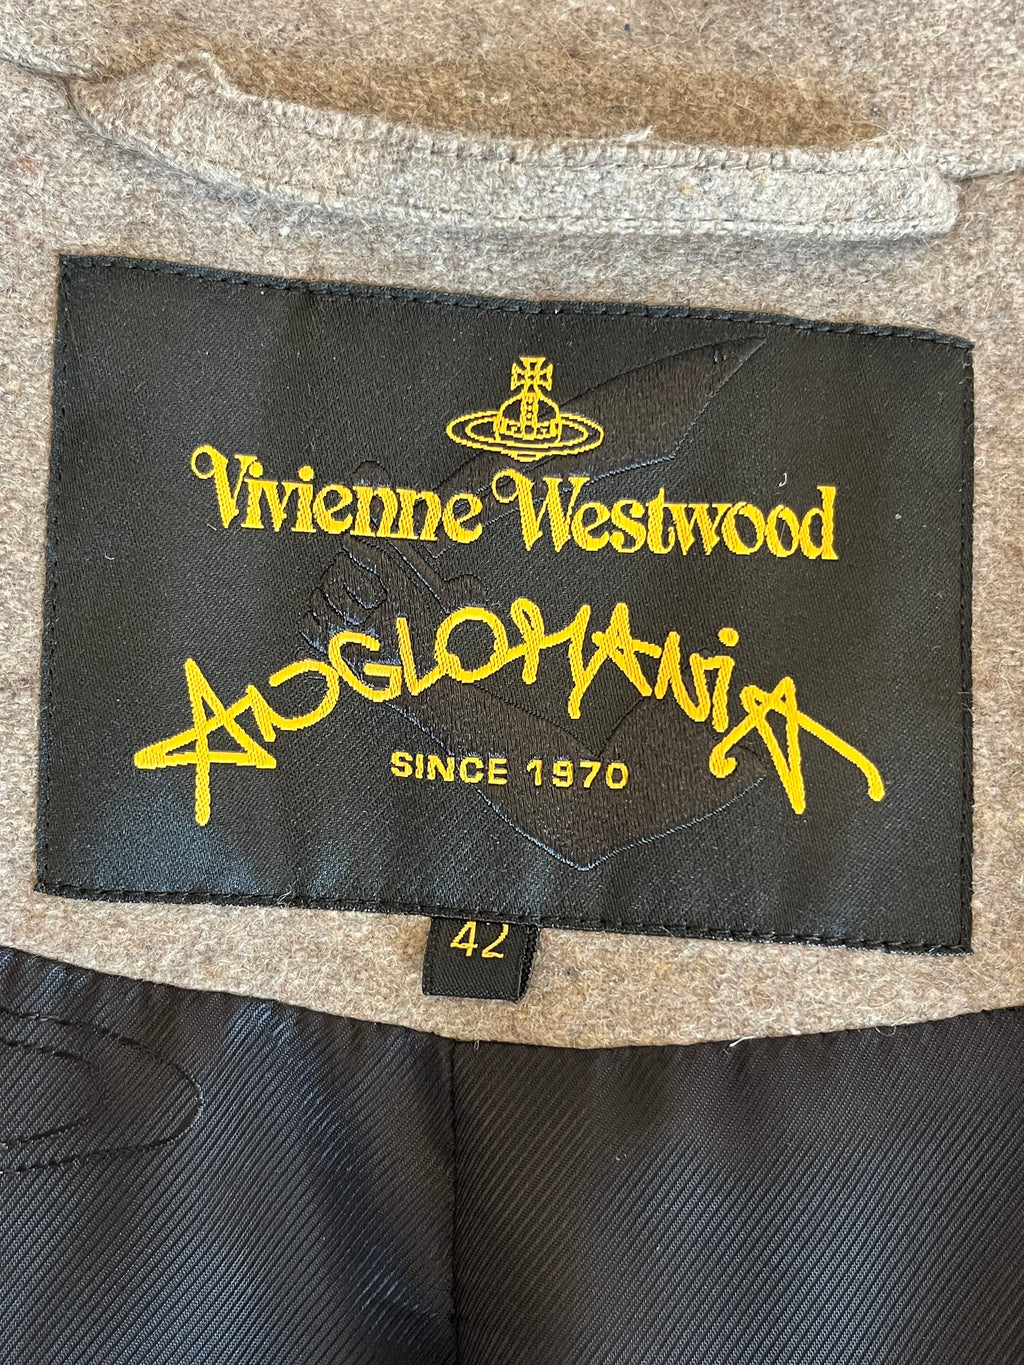 Vivienne Westwood
ANGLOMANiA
SINCE 1970
42